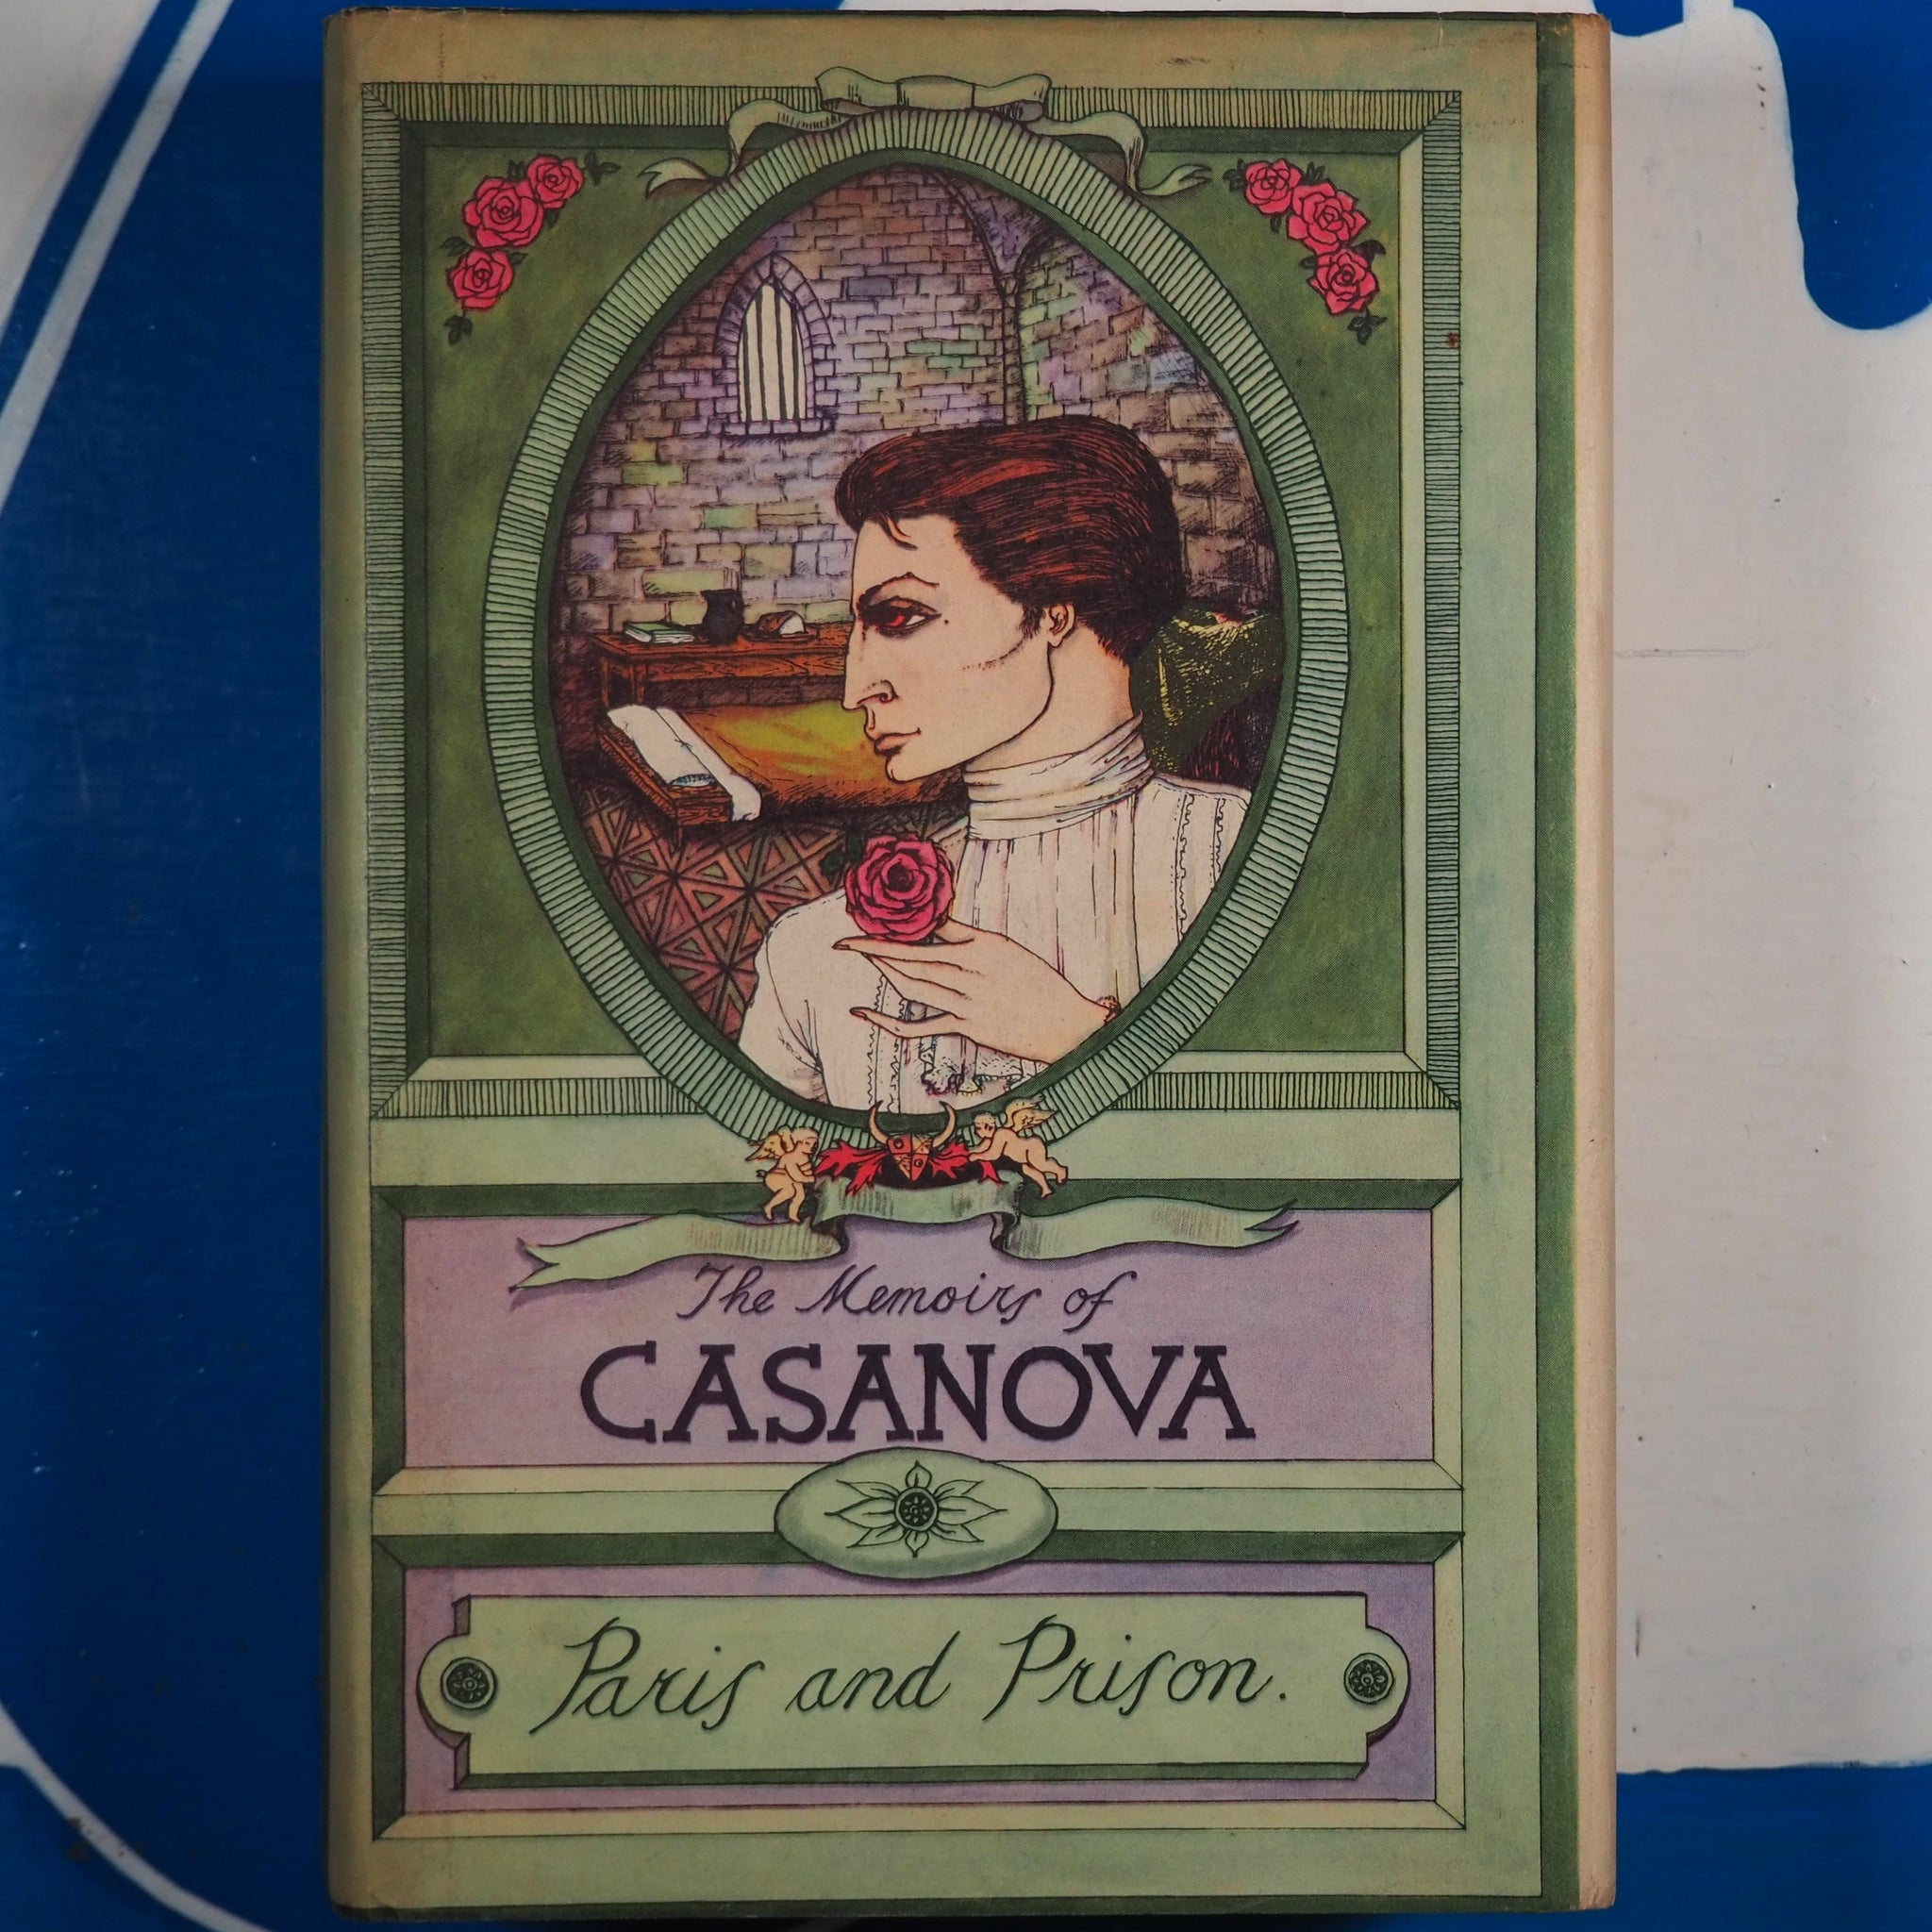 The Memoirs of
CASANOVA
Paris and Prison.